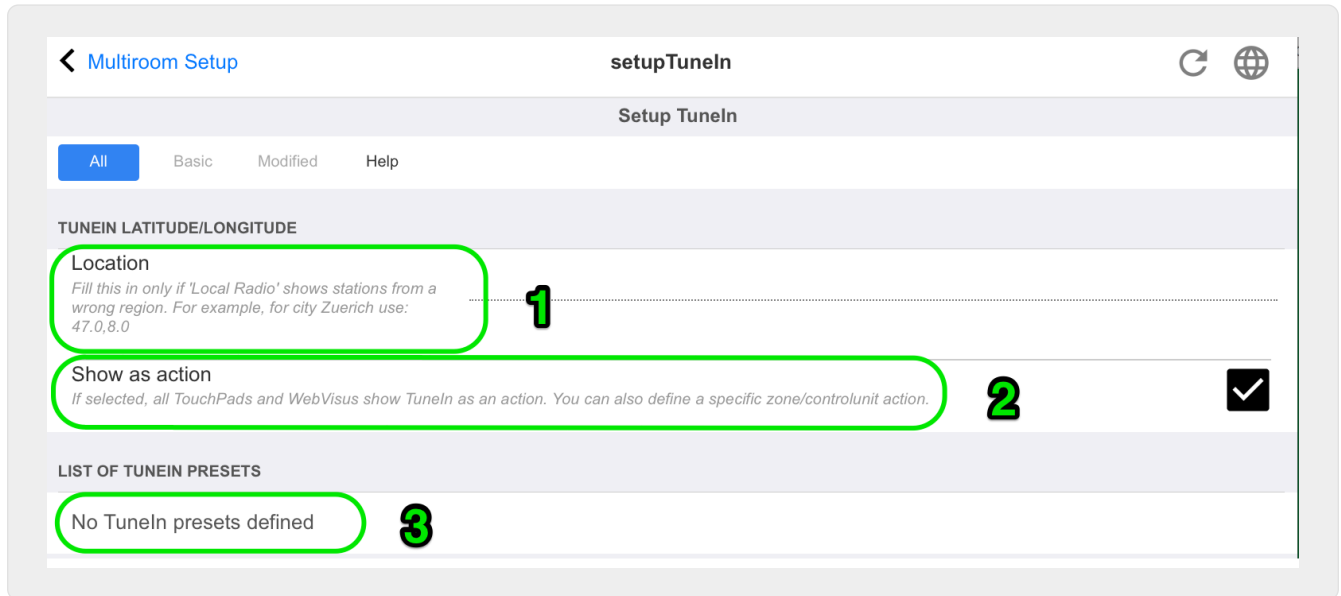 Multiroom Setup
setupTuneIn
Setup TuneIn
All
Basic
Modified
Help
TUNEIN LATITUDE/LONGITUDE
Location
Fill this in only if 'Local Radio' shows stations from a
wrong region. For example, for city Zuerich use:
47.0,8.0
1
Show as action
If selected, all TouchPads and WebVisus show TuneIn as an action. You can also define a specific zone/controlunit action.
2
LIST OF TUNEIN PRESETS
No TuneIn presets defined
3